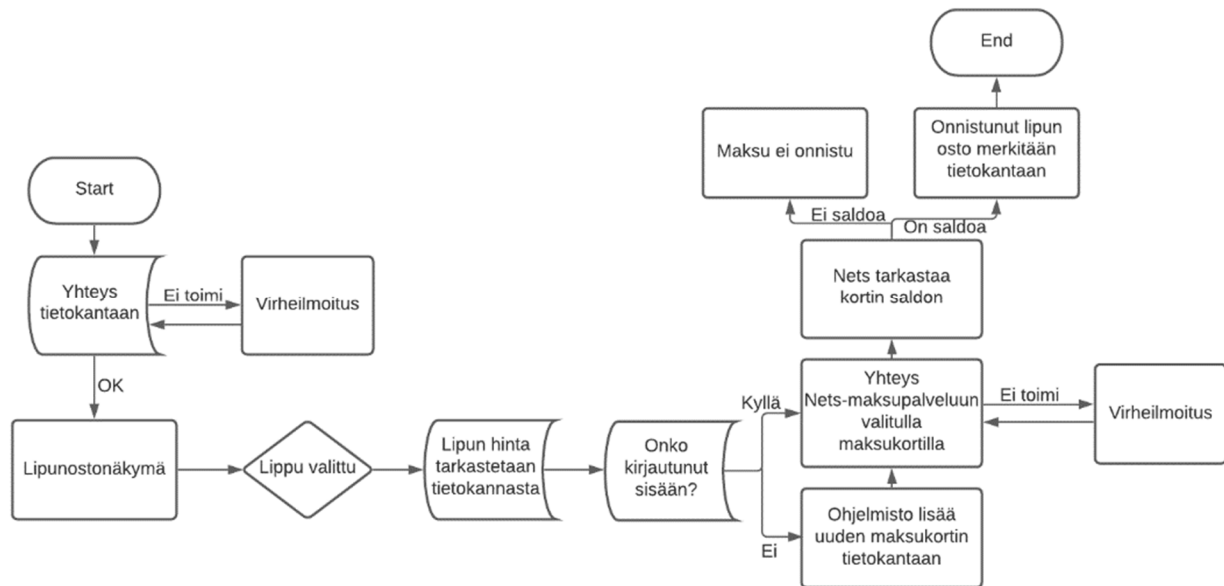 End
Maksu ei onnistu
Onnistunut lipun
osto merkitään
tietokantaan
Start
Ei saldoa
On saldoa
Yhteys
tietokantaan
Ei toimi
Virheilmoitus
Nets tarkastaa
kortin saldon
OK
Lipunostonäkymä
Lippu valittu
Lipun hinta
tarkastetaan
tietokannasta
Onko
kirjautunut
sisään?
Kyllä
Yhteys
Nets-maksupalveluun
valitulla
maksukortilla
Ei toimi
Virheilmoitus
Ei
Ohjelmisto lisää
uuden maksukortin
tietokantaan